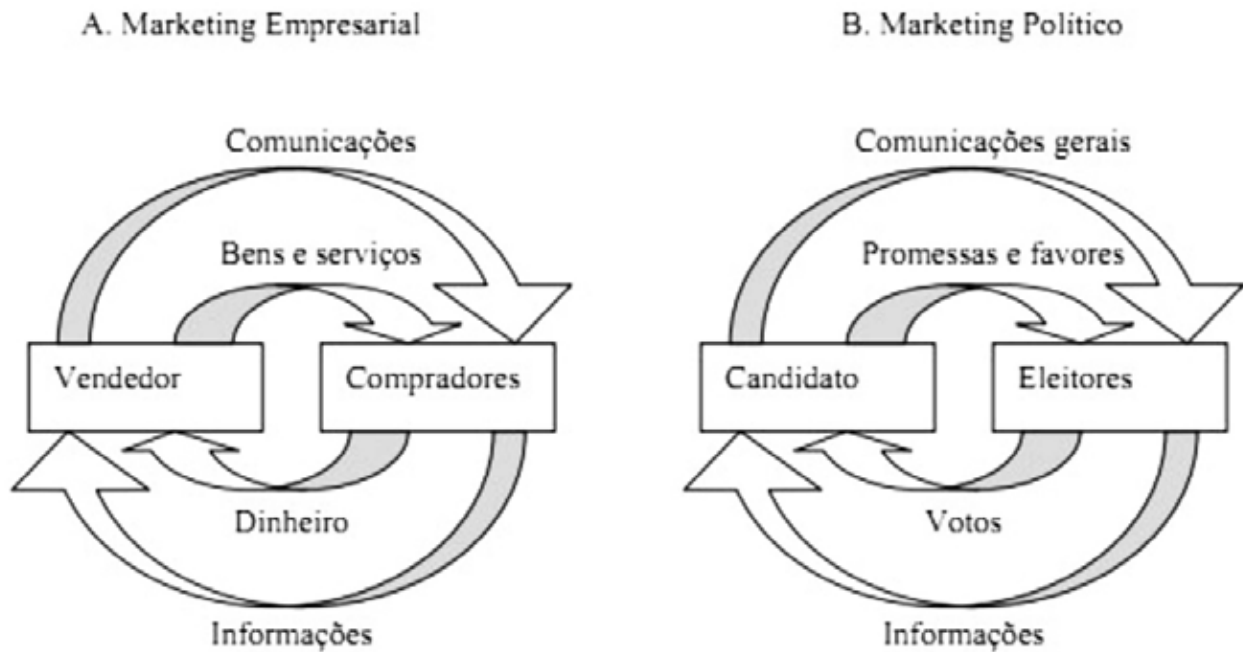 A. Marketing Empresarial
B. Marketing Político
Comunicações
Bens e serviços
Vendedor
Compradores
Dinheiro
Informações
Comunicações gerais
Promessas e favores
Candidato
Eleitores
Votos
Informações